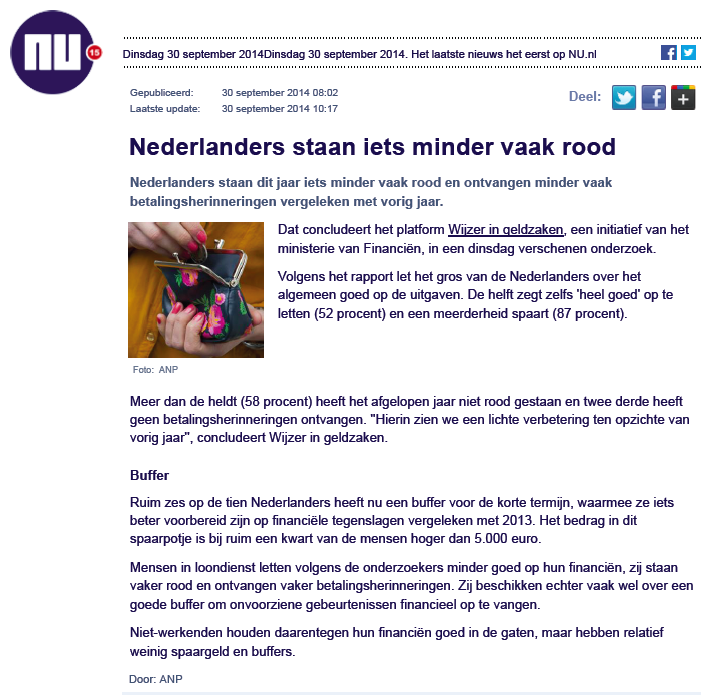 nu
15
Dinsdag 30 september 2014Dinsdag 30 september 2014. Het laatste nieuws het eerst op NU.nl
Gepubliceerd: 30 september 2014 08:02
Laatste update: 30 september 2014 10:17
Deel:
Nederlanders staan iets minder vaak rood
Nederlanders staan dit jaar iets minder vaak rood en ontvangen minder vaak
betalingsherinneringen vergeleken met vorig jaar.
Dat concludeert het platform Wijzer in geldzaken, een initiatief van het
ministerie van Financiën, in een dinsdag verschenen onderzoek.
Volgens het rapport let het gros van de Nederlanders over het
algemeen goed op de uitgaven. De helft zegt zelfs 'heel goed' op te
letten (52 procent) en een meerderheid spaart (87 procent).
Foto: ANP
Meer dan de heldt (58 procent) heeft het afgelopen jaar niet rood gestaan en twee derde heeft
geen betalingsherinneringen ontvangen. "Hierin zien we een lichte verbetering ten opzichte van
vorig jaar", concludeert Wijzer in geldzaken.
Buffer
Ruim zes op de tien Nederlanders heeft nu een buffer voor de korte termijn, waarmee ze iets
beter voorbereid zijn op financiële tegenslagen vergeleken met 2013. Het bedrag in dit
spaarpotje is bij ruim een kwart van de mensen hoger dan 5.000 euro.
Mensen in loondienst letten volgens de onderzoekers minder goed op hun financiën, zij staan
vaker rood en ontvangen vaker betalingsherinneringen. Zij beschikken echter vaak wel over een
goede buffer om onvoorziene gebeurtenissen financieel op te vangen.
Niet-werkenden houden daarentegen hun financiën goed in de gaten, maar hebben relatief
weinig spaargeld en buffers.
Door: ANP